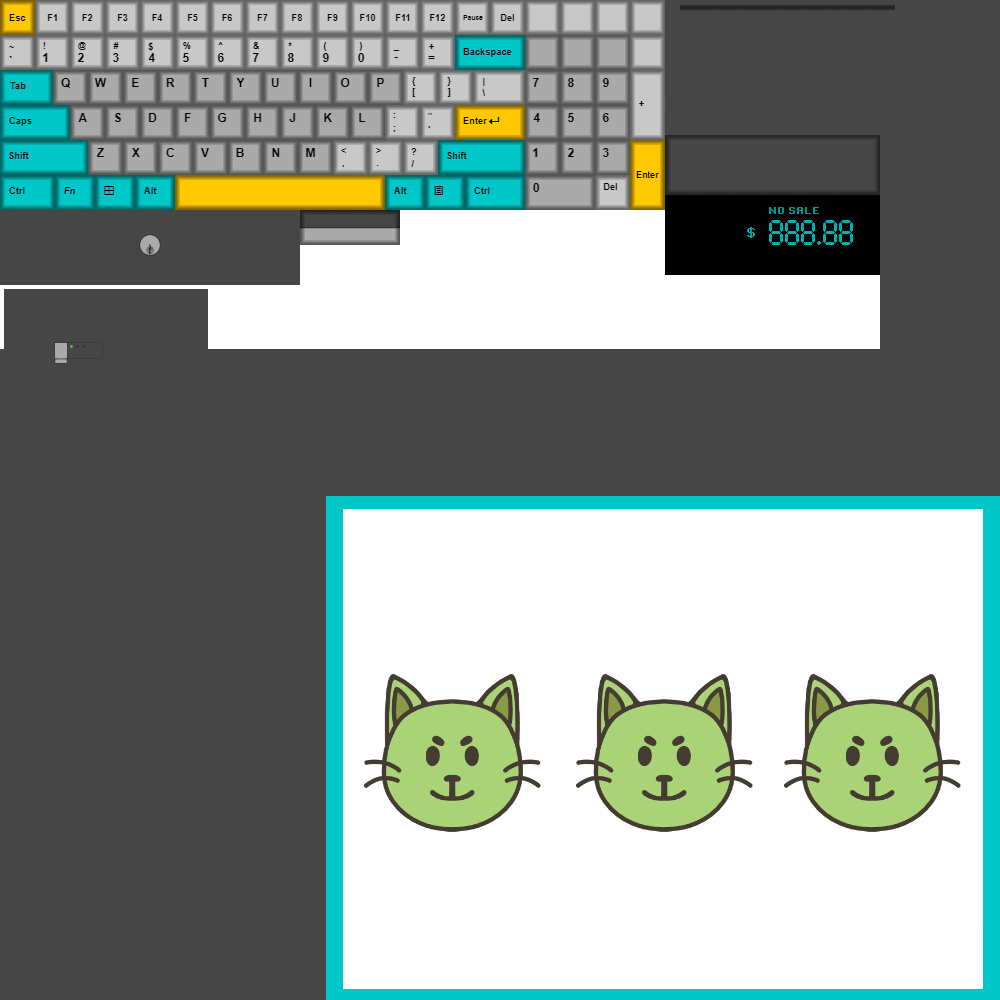 Esc F1 F2 F3 F4 F5 F6 F7 F8 F9 F10 F11 F12 Pause Del
~ ! @ # $ % ^ & * ( ) _ +
` 1 2 3 4 5 6 7 8 9 0 - = Backspace
Tab Q W E R T Y U I O P { } | 7 8 9
[ ] \ +
Caps A S D F G H J K L : " Enter 4 5 6
; '
Shift Z X C V B N M < > ? Shift 1 2 3
, . /
Enter
Ctrl Fn Alt Alt Ctrl 0 Del
NO SALE
$ 888.88